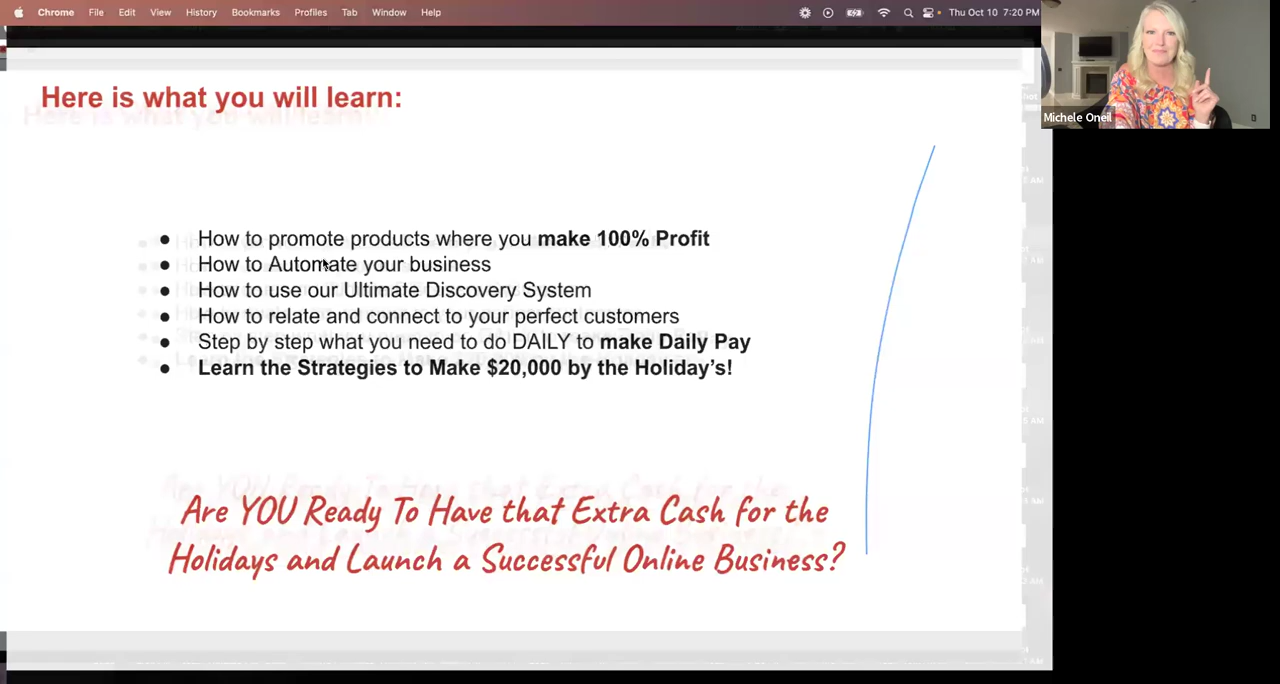 Chrome File Edit View History Bookmarks Profiles Tab Window Help Thu Oct 10 7:20 PM
Michele Oneil
Here is what you will learn:
● How to promote products where you make 100% Profit
● How to Automate your business
● How to use our Ultimate Discovery System
● How to relate and connect to your perfect customers
● Step by step what you need to do DAILY to make Daily Pay
● Learn the Strategies to Make $20,000 by the Holiday's!
Are YOU Ready To Have that Extra Cash for the
Holidays and Launch a Successful Online Business?